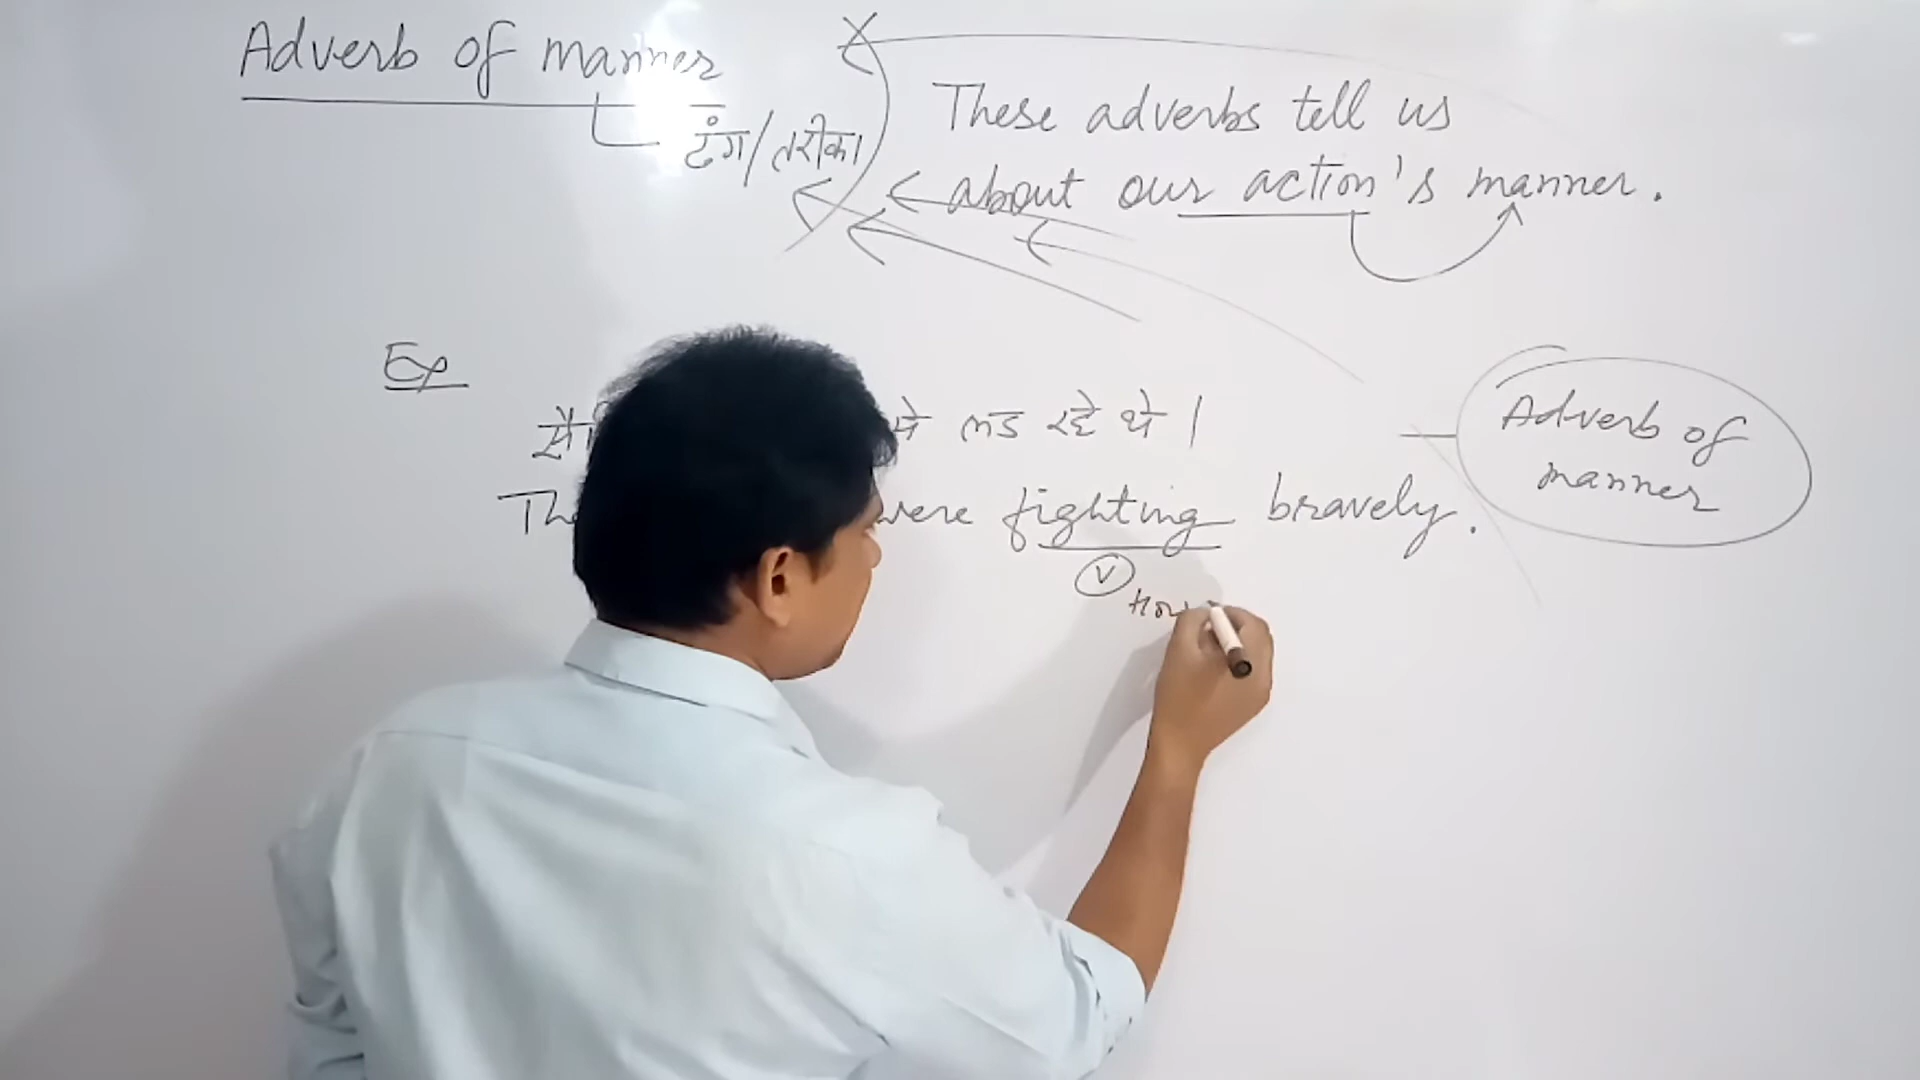 Adverb of manner
ढंग/तरीका
These adverbs tell us
about our action's manner.
Ex
से लड रहे थे |
were fighting bravely.
V
How
Adverb of
manner